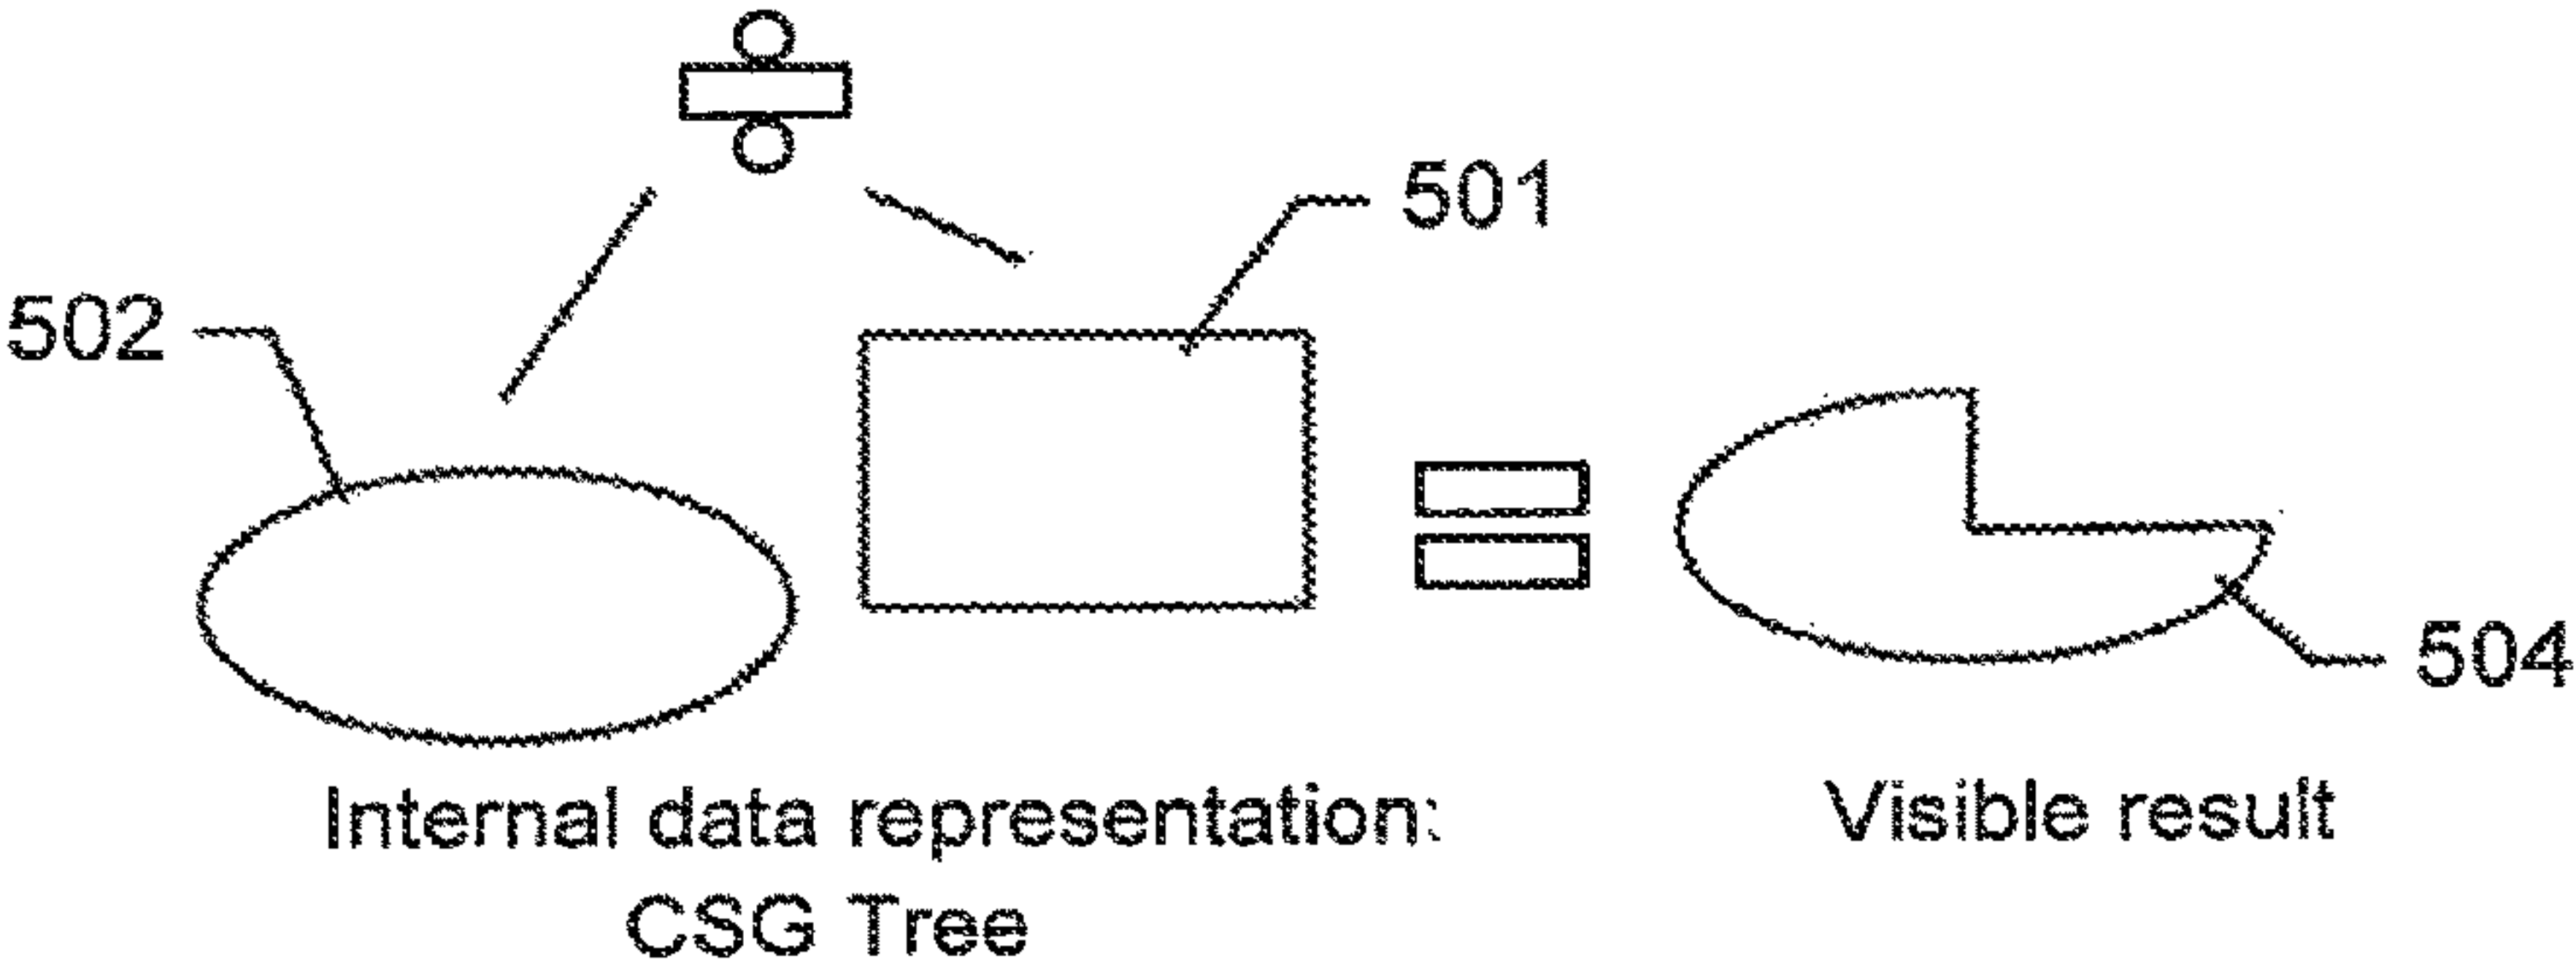 501
502
504
Internal data representation:
CSG Tree
Visible result